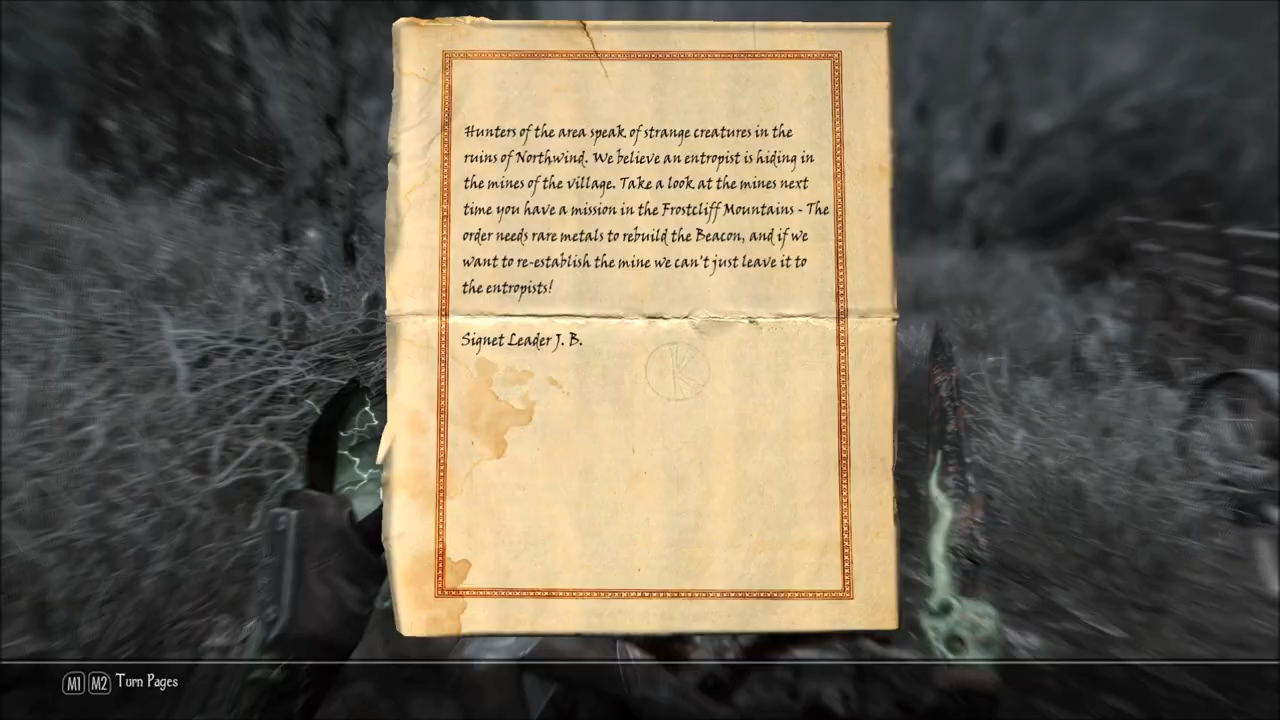 Hunters of the area speak of strange creatures in the
ruins of Northwind. We believe an entropist is hiding in
the mines of the village. Take a look at the mines next
time you have a mission in the Frostcliff Mountains - The
order needs rare metals to rebuild the Beacon, and if we
want to re-establish the mine we can't just leave it to
the entropists!
Signet Leader J. B.
K
M1 M2 Turn Pages